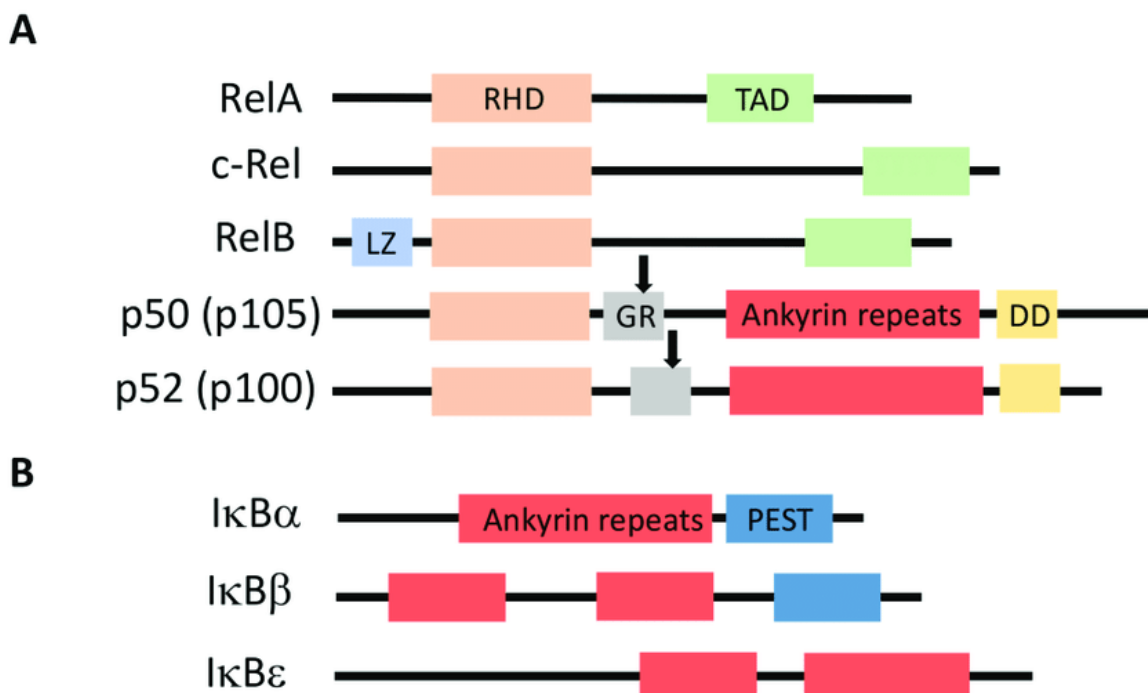 A
RelA RHD TAD
c-Rel
RelB LZ
p50 (p105) GR Ankyrin repeats DD
p52 (p100)
B
IκBα Ankyrin repeats PEST
IκBβ
IκBε